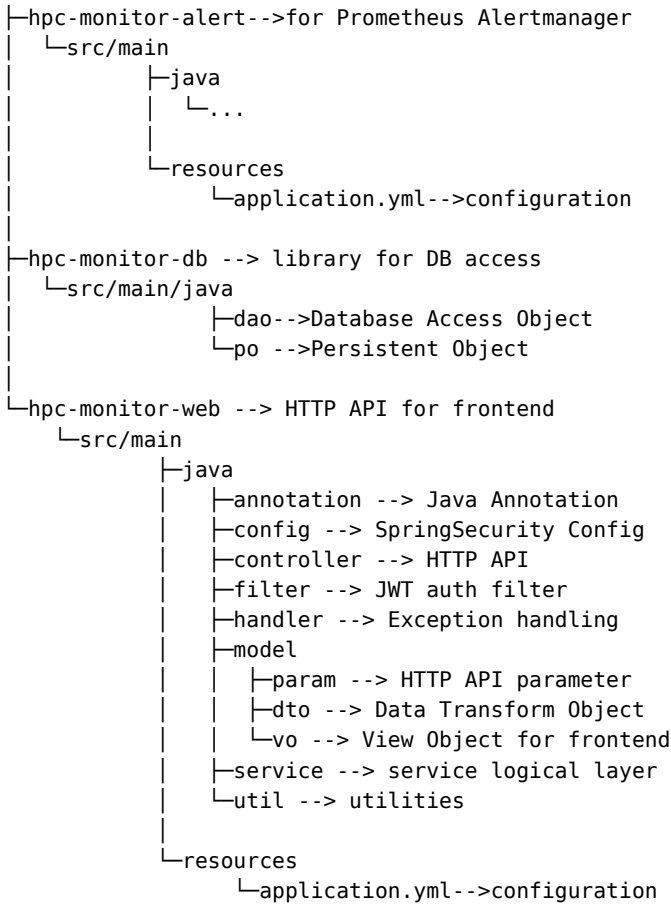 ├─hpc-monitor-alert-->for Prometheus Alertmanager
│  └─src/main
│          ├─java
│          │  └─...
│          │
│          └─resources
│               └─application.yml-->configuration
│
├─hpc-monitor-db --> library for DB access
│  └─src/main/java
│               ├─dao-->Database Access Object
│               └─po -->Persistent Object
│
└─hpc-monitor-web --> HTTP API for frontend
    └─src/main
            ├─java
            │  ├─annotation --> Java Annotation
            │  ├─config --> SpringSecurity Config
            │  ├─controller --> HTTP API
            │  ├─filter --> JWT auth filter
            │  ├─handler --> Exception handling
            │  ├─model
            │  │  ├─param --> HTTP API parameter
            │  │  ├─dto --> Data Transform Object
            │  │  └─vo --> View Object for frontend
            │  ├─service --> service logical layer
            │  └─util --> utilities
            │
            └─resources
                 └─application.yml-->configuration